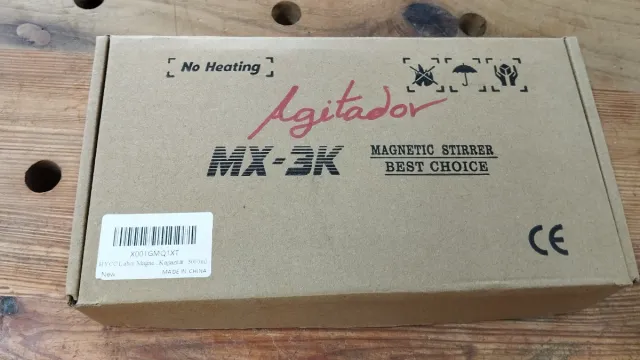 No Heating
Agitador
MX-3K
MAGNETIC STIRRER
BEST CHOICE
X001GMQ1XT
New
MADE IN CHINA
CE